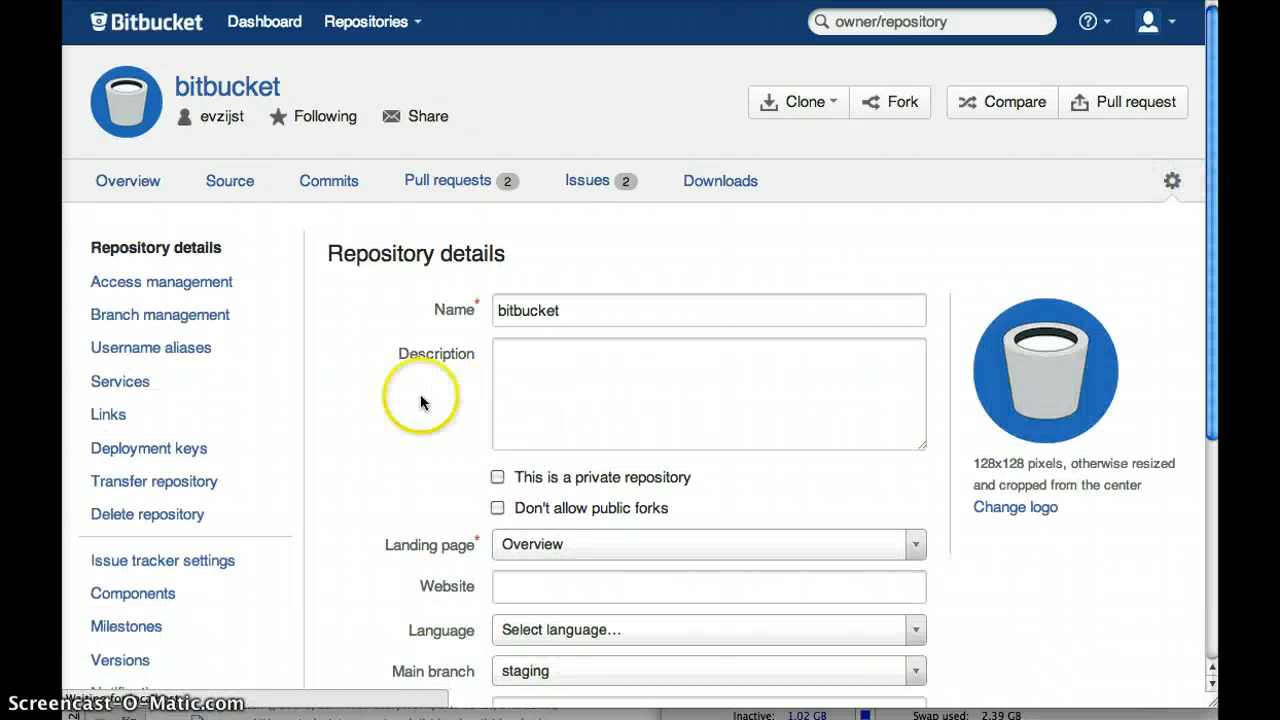 Bitbucket Dashboard Repositories owner/repository
bitbucket
evzijst Following Share
Clone Fork Compare Pull request
Overview Source Commits Pull requests 2 Issues 2 Downloads
Repository details
Access management
Branch management
Username aliases
Services
Links
Deployment keys
Transfer repository
Delete repository
Issue tracker settings
Components
Milestones
Versions
Repository details
Name* bitbucket
Description
This is a private repository
Don't allow public forks
Landing page* Overview
Website
Language Select language...
Main branch staging
128x128 pixels, otherwise resized
and cropped from the center
Change logo
Screencast-O-Matic.com
Inactive: 1.02 GB Swap used: 2.39 GB